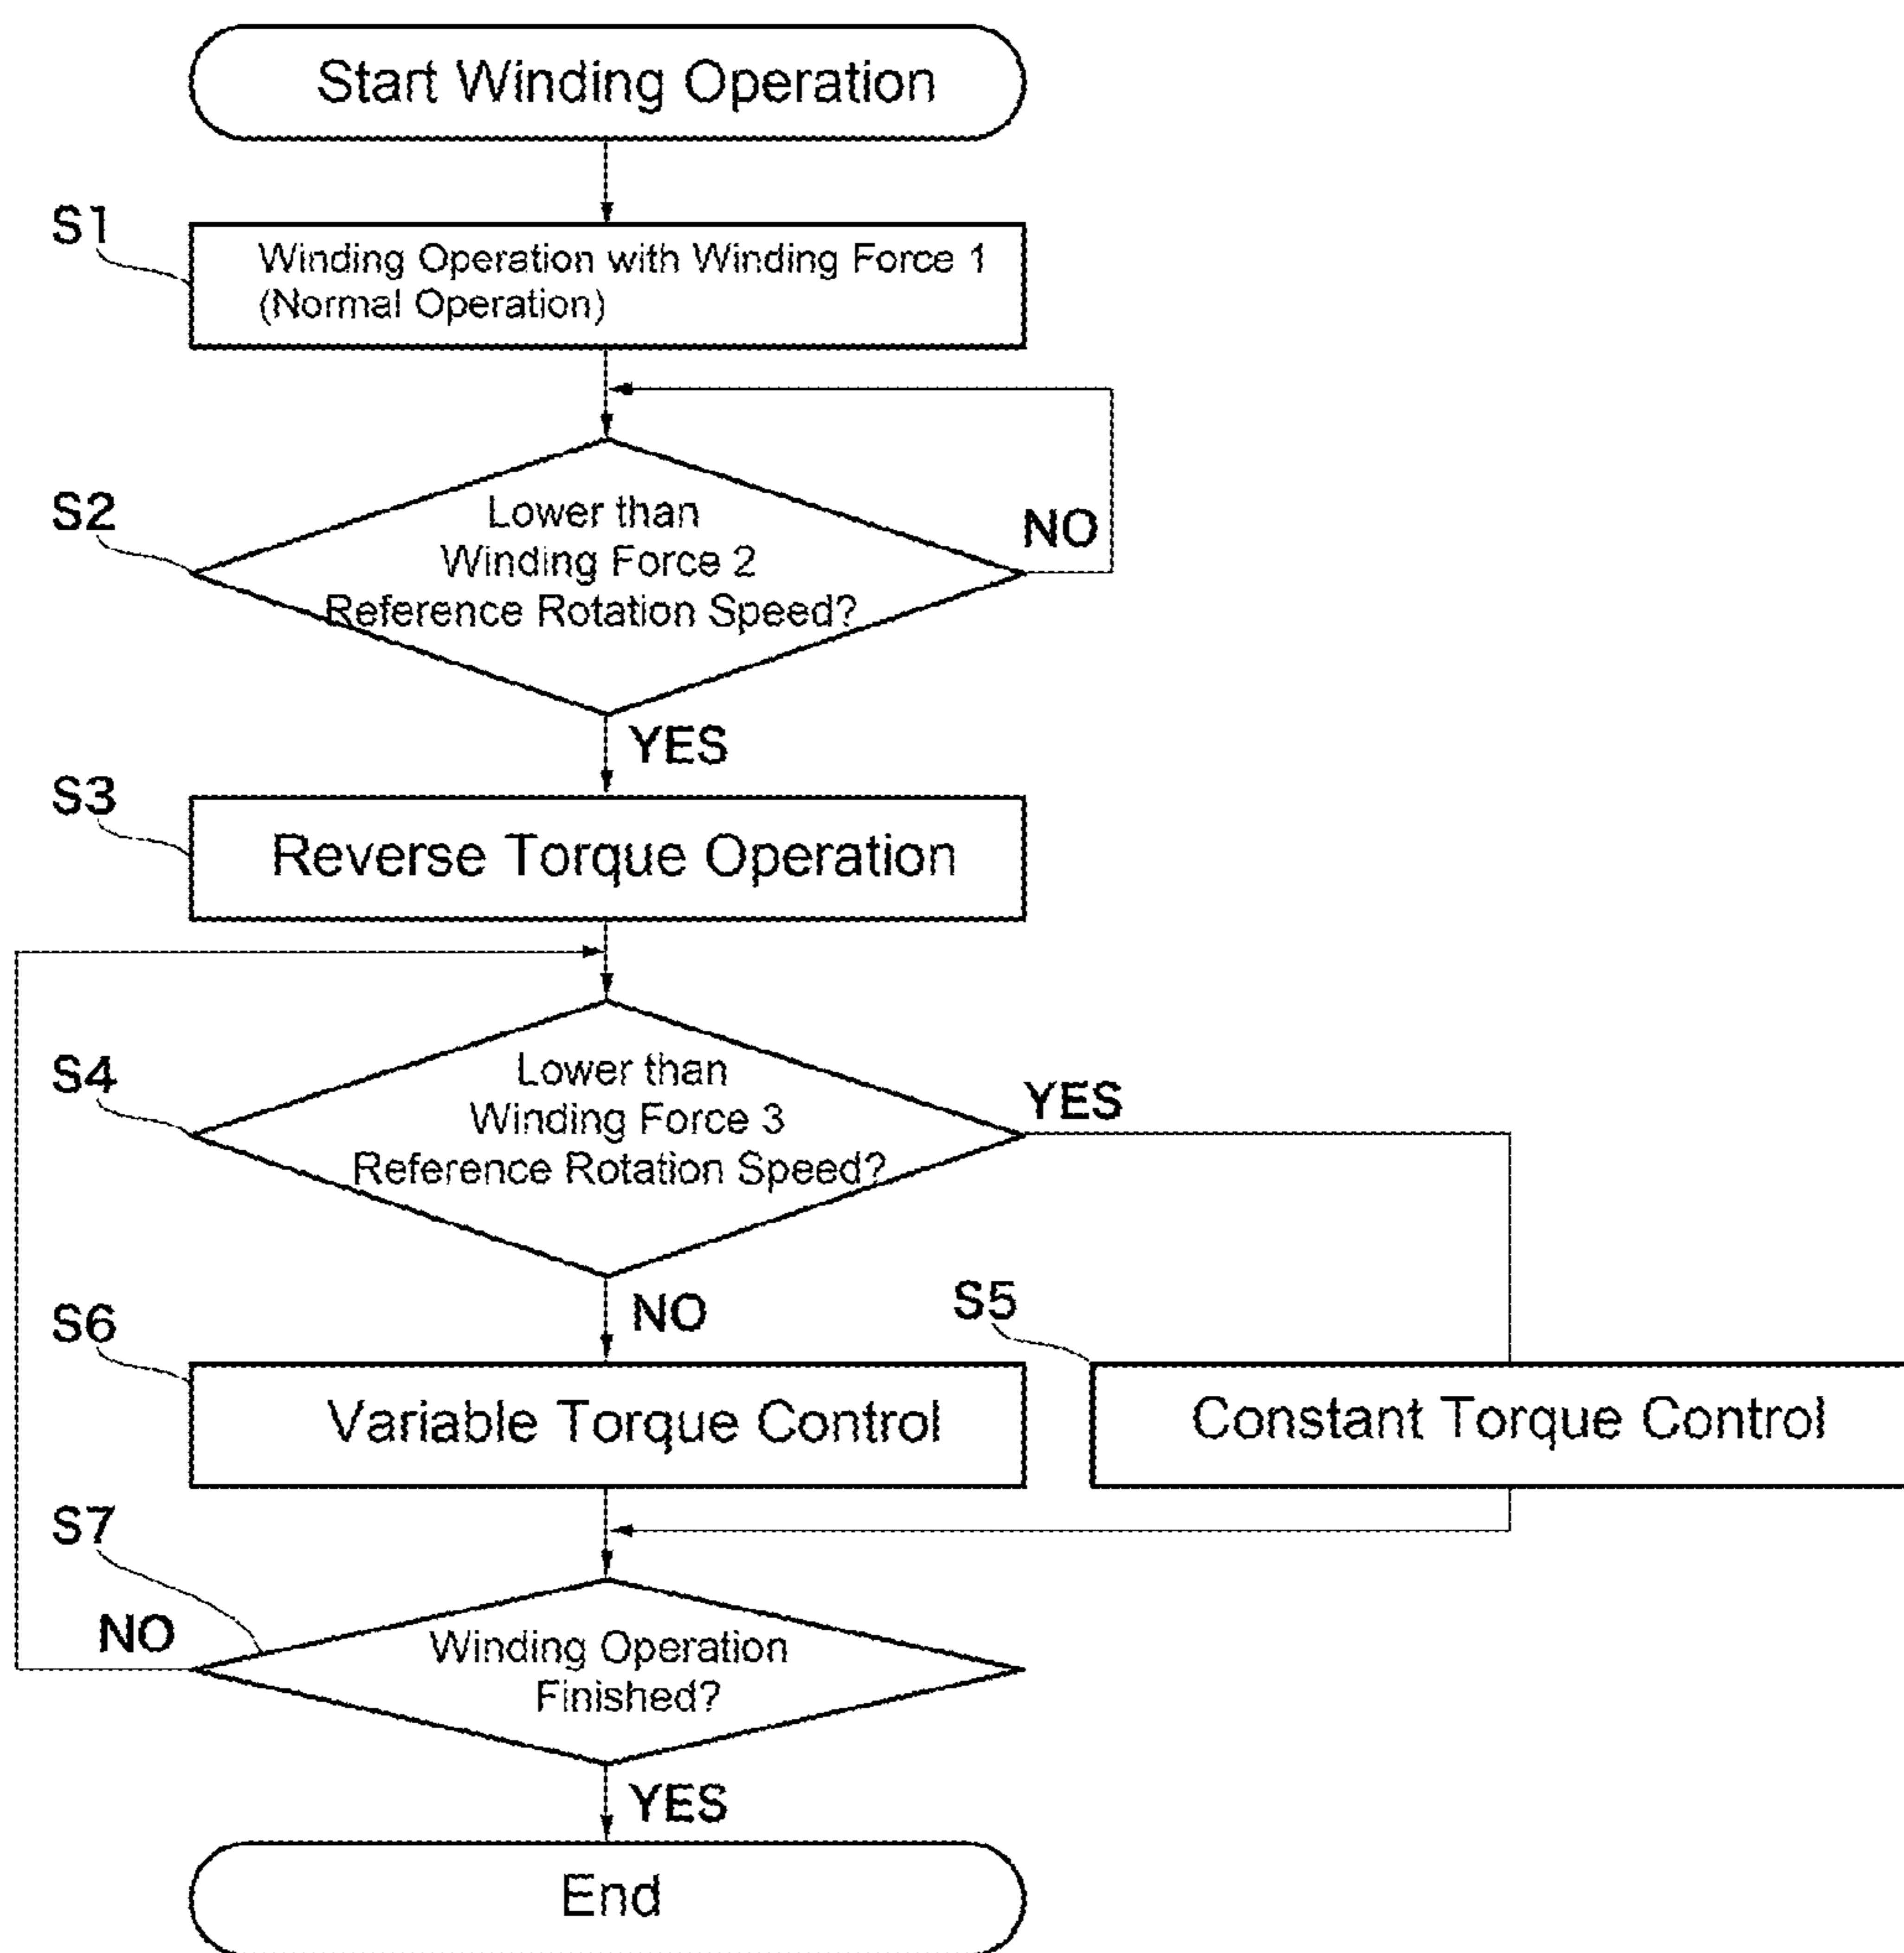 Start Winding Operation
S1
Winding Operation with Winding Force 1
(Normal Operation)
S2
Lower than
Winding Force 2
Reference Rotation Speed?
NO
YES
S3
Reverse Torque Operation
S4
Lower than
Winding Force 3
Reference Rotation Speed?
YES
NO
S6
Variable Torque Control
S5
Constant Torque Control
S7
NO
Winding Operation
Finished?
YES
End